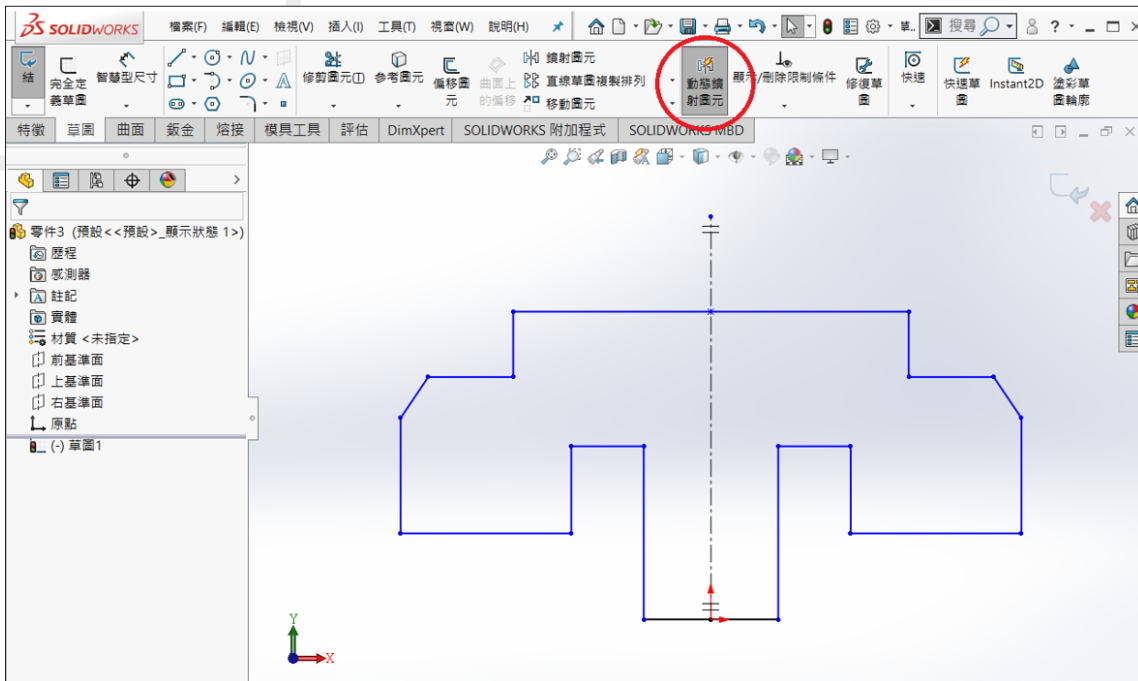 SOLIDWORKS 檔案(F) 編輯(E) 檢視(V) 插入(I) 工具(T) 視窗(W) 說明(H) 草.. 搜尋 ?
結
完全定義草圖
智慧型尺寸
修剪圖元(T)
參考圖元
偏移圖元
曲面上的偏移
鏡射圖元
直線草圖複製排列
移動圖元
動態鏡射圖元
顯示/刪除限制條件
修復草圖
快速
快速草圖
Instant2D
塗彩草圖輪廓
特徵 草圖 曲面 鈑金 熔接 模具工具 評估 DimXpert SOLIDWORKS 附加程式 SOLIDWORKS MBD
零件3 (預設<<預設>_顯示狀態 1>)
歷程
感測器
註記
實體
材質 <未指定>
前基準面
上基準面
右基準面
原點
(-) 草圖1
Y
X